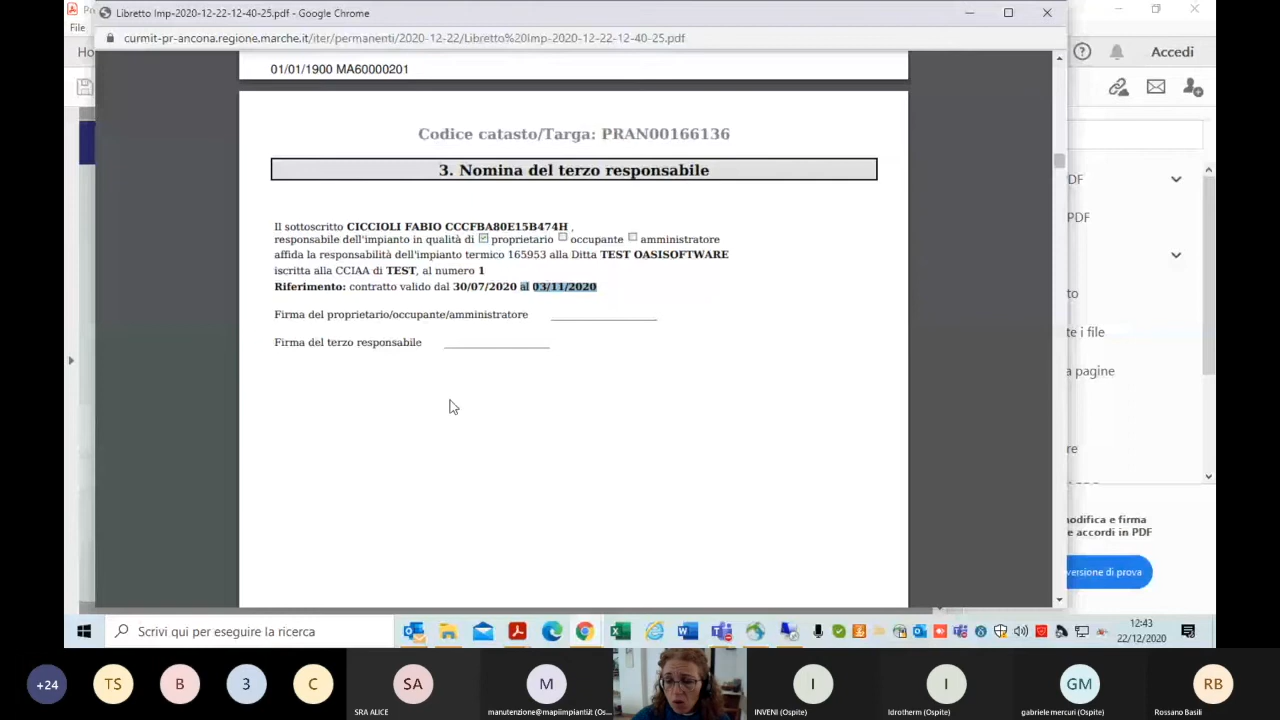 Libretto Imp-2020-12-22-12-40-25.pdf - Google Chrome
File
curmit-pr-ancona.regione.marche.it/iter/permanenti/2020-12-22/Libretto%20Imp-2020-12-22-12-40-25.pdf
Ho
Accedi
01/01/1900 MA60000201
Codice catasto/Targa: PRAN00166136
3. Nomina del terzo responsabile
DF
PDF
Il sottoscritto CICCIOLI FABIO CCCFBA80E15B474H ,
responsabile dell'impianto in qualità di proprietario occupante amministratore
affida la responsabilità dell'impianto termico 165953 alla Ditta TEST OASISOFTWARE
iscritta alla CCIAA di TEST, al numero 1
Riferimento: contratto valido dal 30/07/2020 al 03/11/2020
to
Firma del proprietario/occupante/amministratore
te i file
Firma del terzo responsabile
a pagine
re
modifica e firma
e accordi in PDF
versione di prova
Scrivi qui per eseguire la ricerca
12:43
22/12/2020
+24
TS
B
3
C
SA
M
I
I
GM
RB
SRA ALICE
manutenzione@mapiimpianti2 (Os...
INVENI (Ospite)
Idrotherm (Ospite)
gabriele mercuri (Ospite)
Rossano Basili